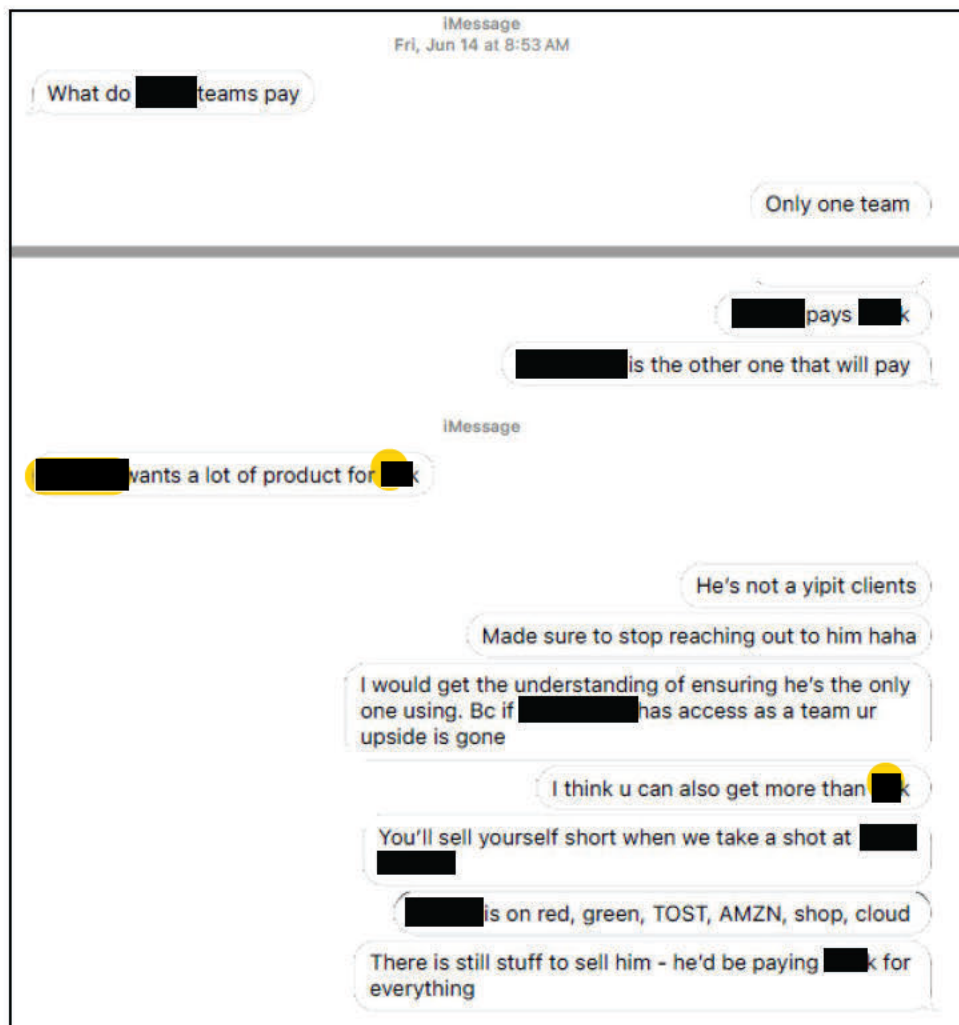 iMessage
Fri, Jun 14 at 8:53 AM
What do teams pay
Only one team
pays k
is the other one that will pay
iMessage
wants a lot of product for k
He's not a yipit clients
Made sure to stop reaching out to him haha
I would get the understanding of ensuring he's the only
one using. Bc if has access as a team ur
upside is gone
I think u can also get more than k
You'll sell yourself short when we take a shot at
is on red, green, TOST, AMZN, shop, cloud
There is still stuff to sell him - he'd be paying k for
everything